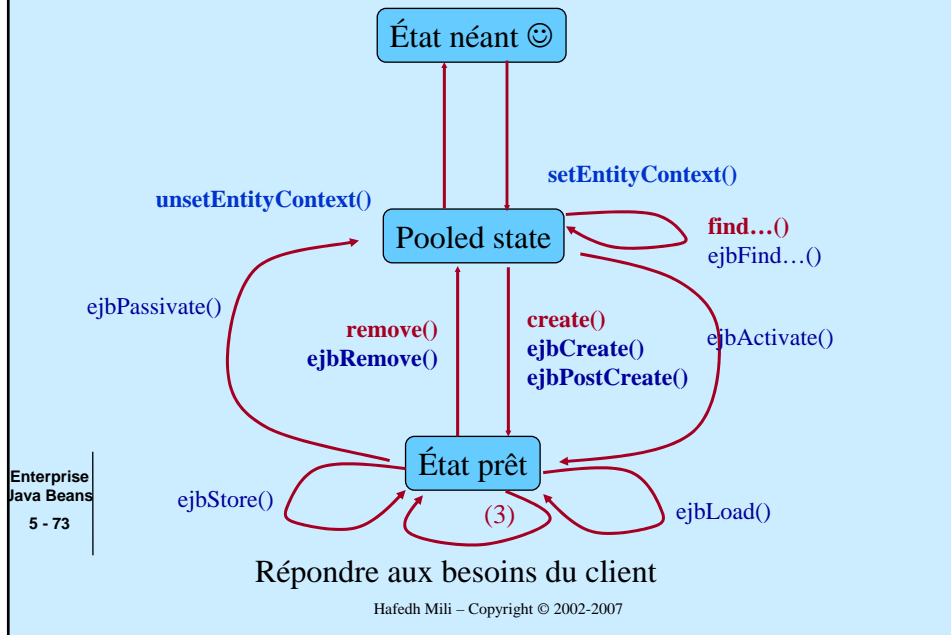 État néant ☺
setEntityContext()
unsetEntityContext()
Pooled state
find…()
ejbFind…()
ejbPassivate()
remove()
ejbRemove()
create()
ejbCreate()
ejbPostCreate()
ejbActivate()
État prêt
Enterprise
Java Beans
5 - 73
ejbStore()
(3)
ejbLoad()
Répondre aux besoins du client
Hafedh Mili – Copyright © 2002-2007